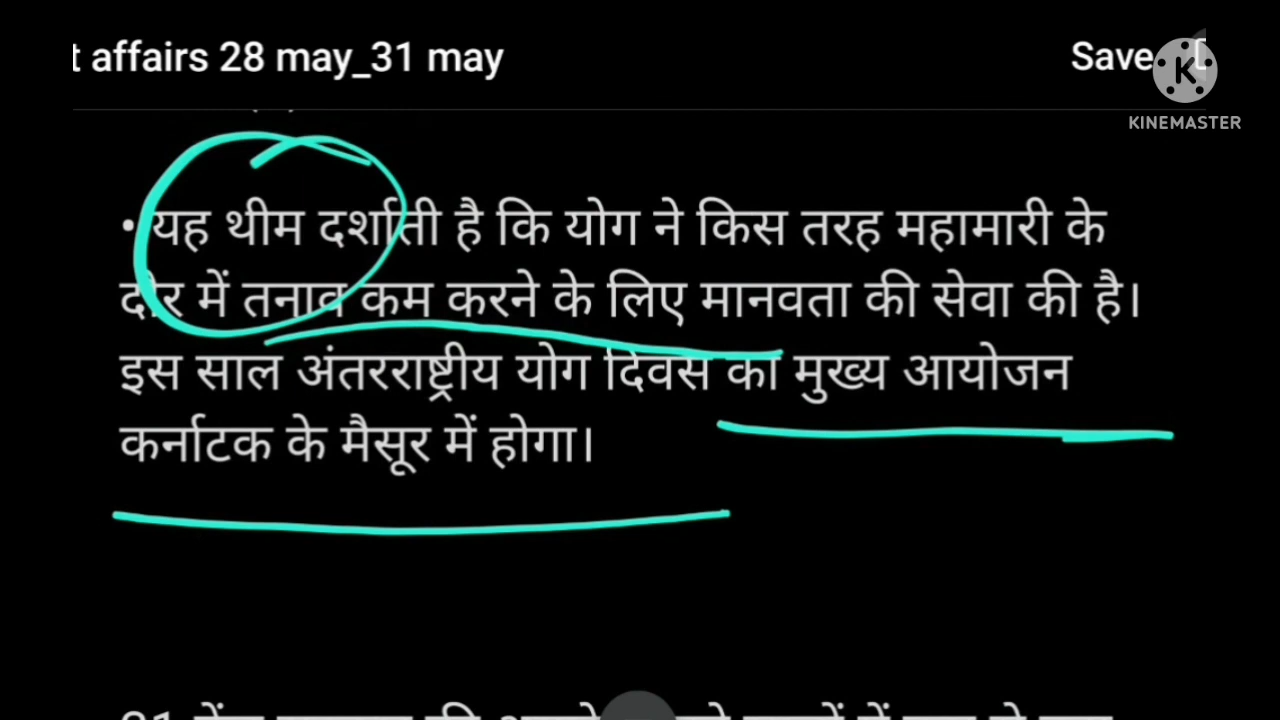 t affairs 28 may_31 may
Save
KINEMASTER
• यह थीम दर्शाती है कि योग ने किस तरह महामारी के
दौर में तनाव कम करने के लिए मानवता की सेवा की है।
इस साल अंतरराष्ट्रीय योग दिवस का मुख्य आयोजन
कर्नाटक के मैसूर में होगा।